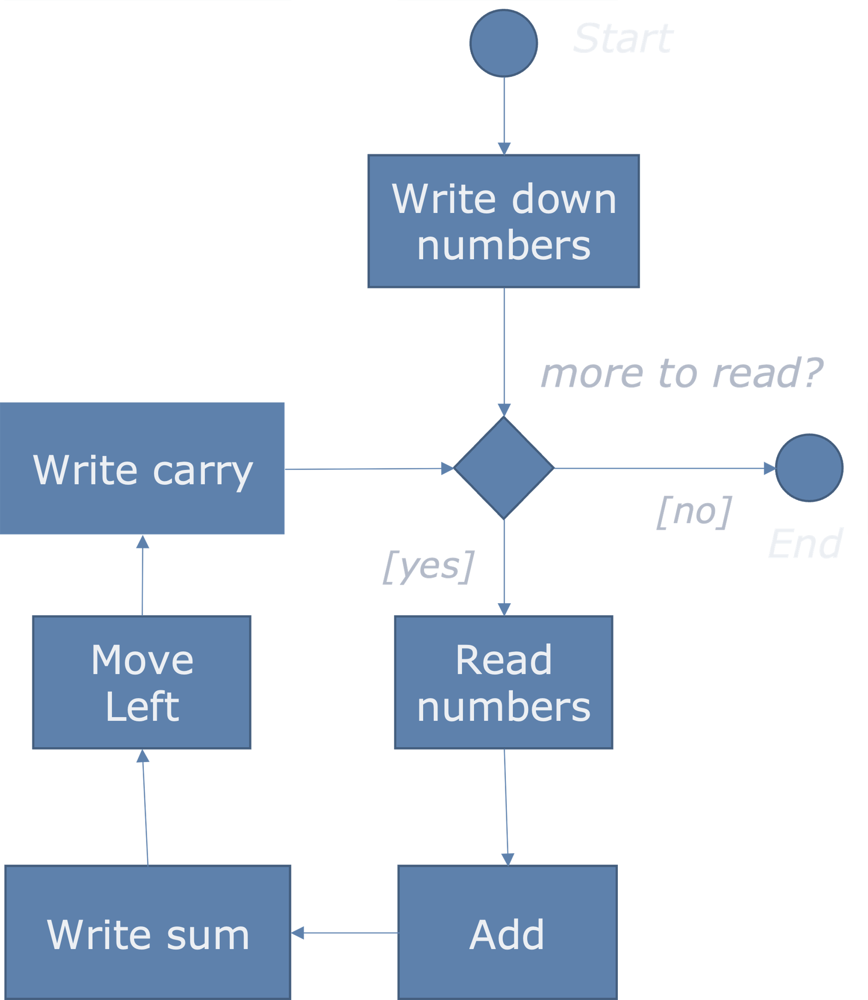 Start
Write down
numbers
more to read?
Write carry
[no]
End
[yes]
Move
Left
Read
numbers
Write sum
Add